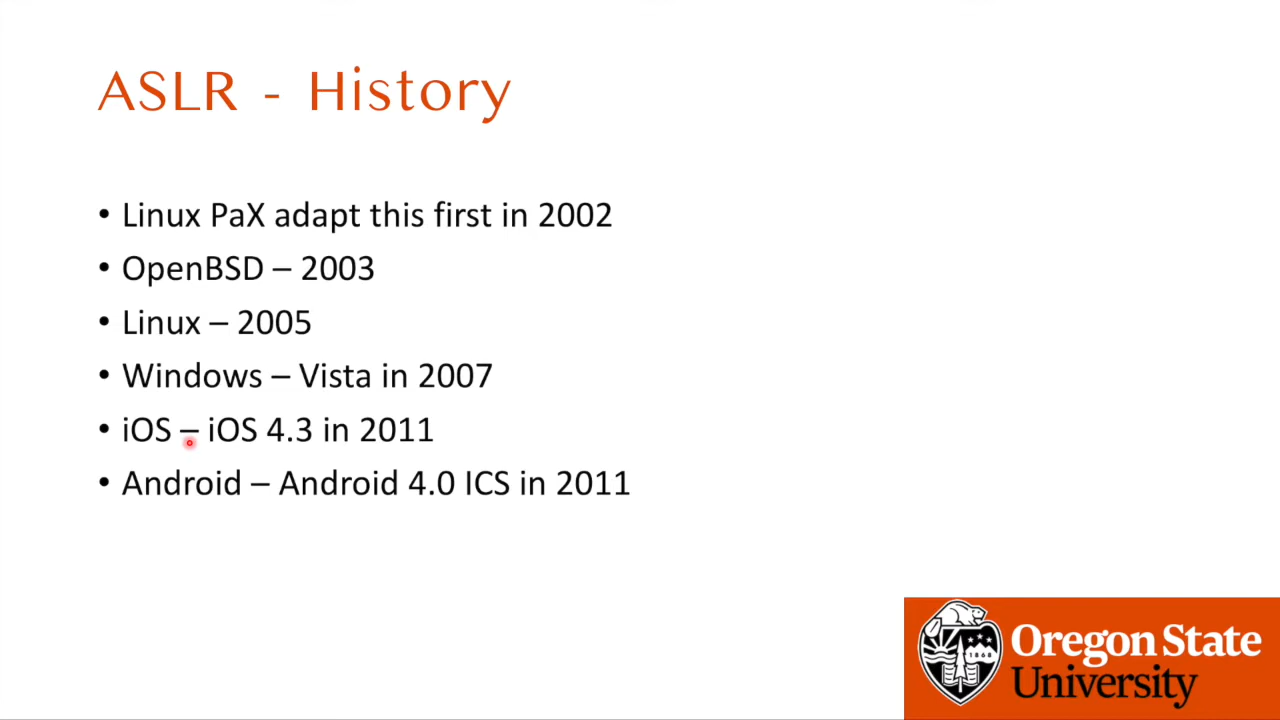 ASLR - History
• Linux PaX adapt this first in 2002
• OpenBSD – 2003
• Linux – 2005
• Windows – Vista in 2007
• iOS – iOS 4.3 in 2011
• Android – Android 4.0 ICS in 2011
1868
Oregon State
University